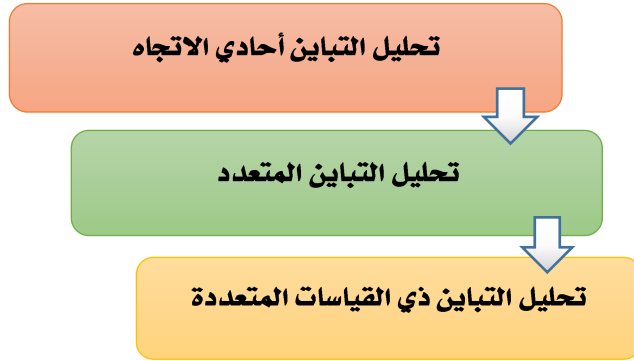 تحليل التباين أحادي الاتجاه
تحليل التباين المتعدد
تحليل التباين ذي القياسات المتعددة